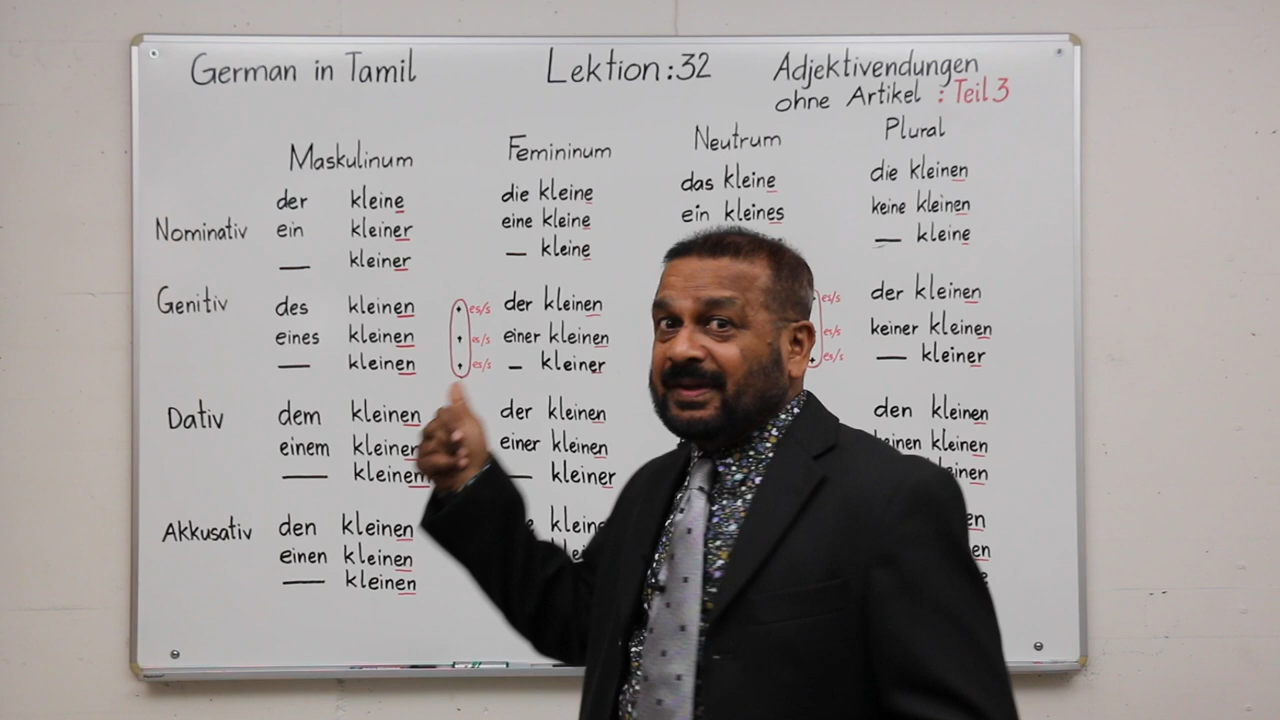 German in Tamil Lektion:32 Adjektivendungen
ohne Artikel : Teil 3
Maskulinum Femininum Neutrum Plural
Nominativ
der kleine die kleine das kleine die kleinen
ein kleiner eine kleine ein kleines keine kleinen
— kleiner — kleine — kleine
Genitiv
des kleinen es/s der kleinen es/s der kleinen
eines kleinen es/s einer kleinen es/s keiner kleinen
— kleinen es/s — kleiner es/s — kleiner
Dativ
dem kleinen der kleinen den kleinen
einem einer kleinen kleinen
— kleinem — kleiner
Akkusativ
den kleinen
einen kleinen
— kleinen